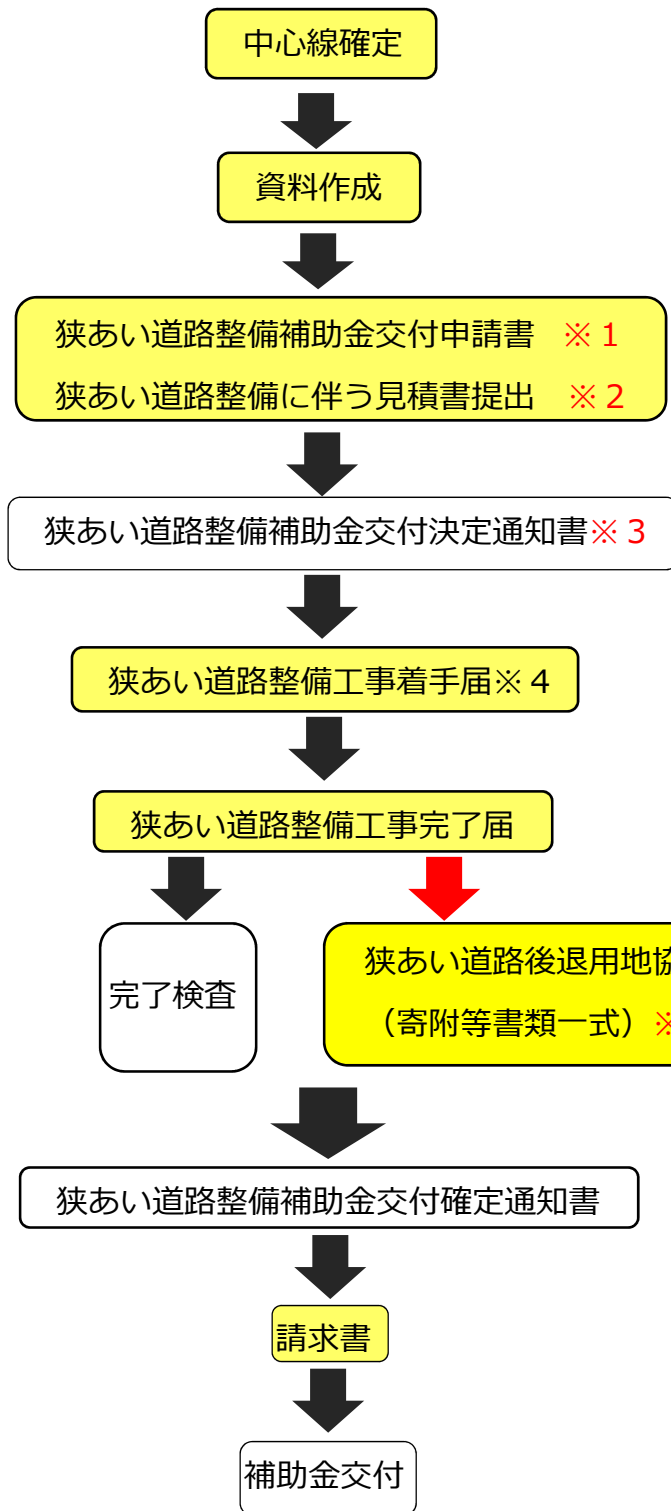 中心線確定
資料作成
狭あい道路整備補助金交付申請書　※１
狭あい道路整備に伴う見積書提出　※２
狭あい道路整備補助金交付決定通知書※３
狭あい道路整備工事着手届※４
狭あい道路整備工事完了届
完了検査
狭あい道路後退用地協
（寄附等書類一式）※
狭あい道路整備補助金交付確定通知書
請求書
補助金交付